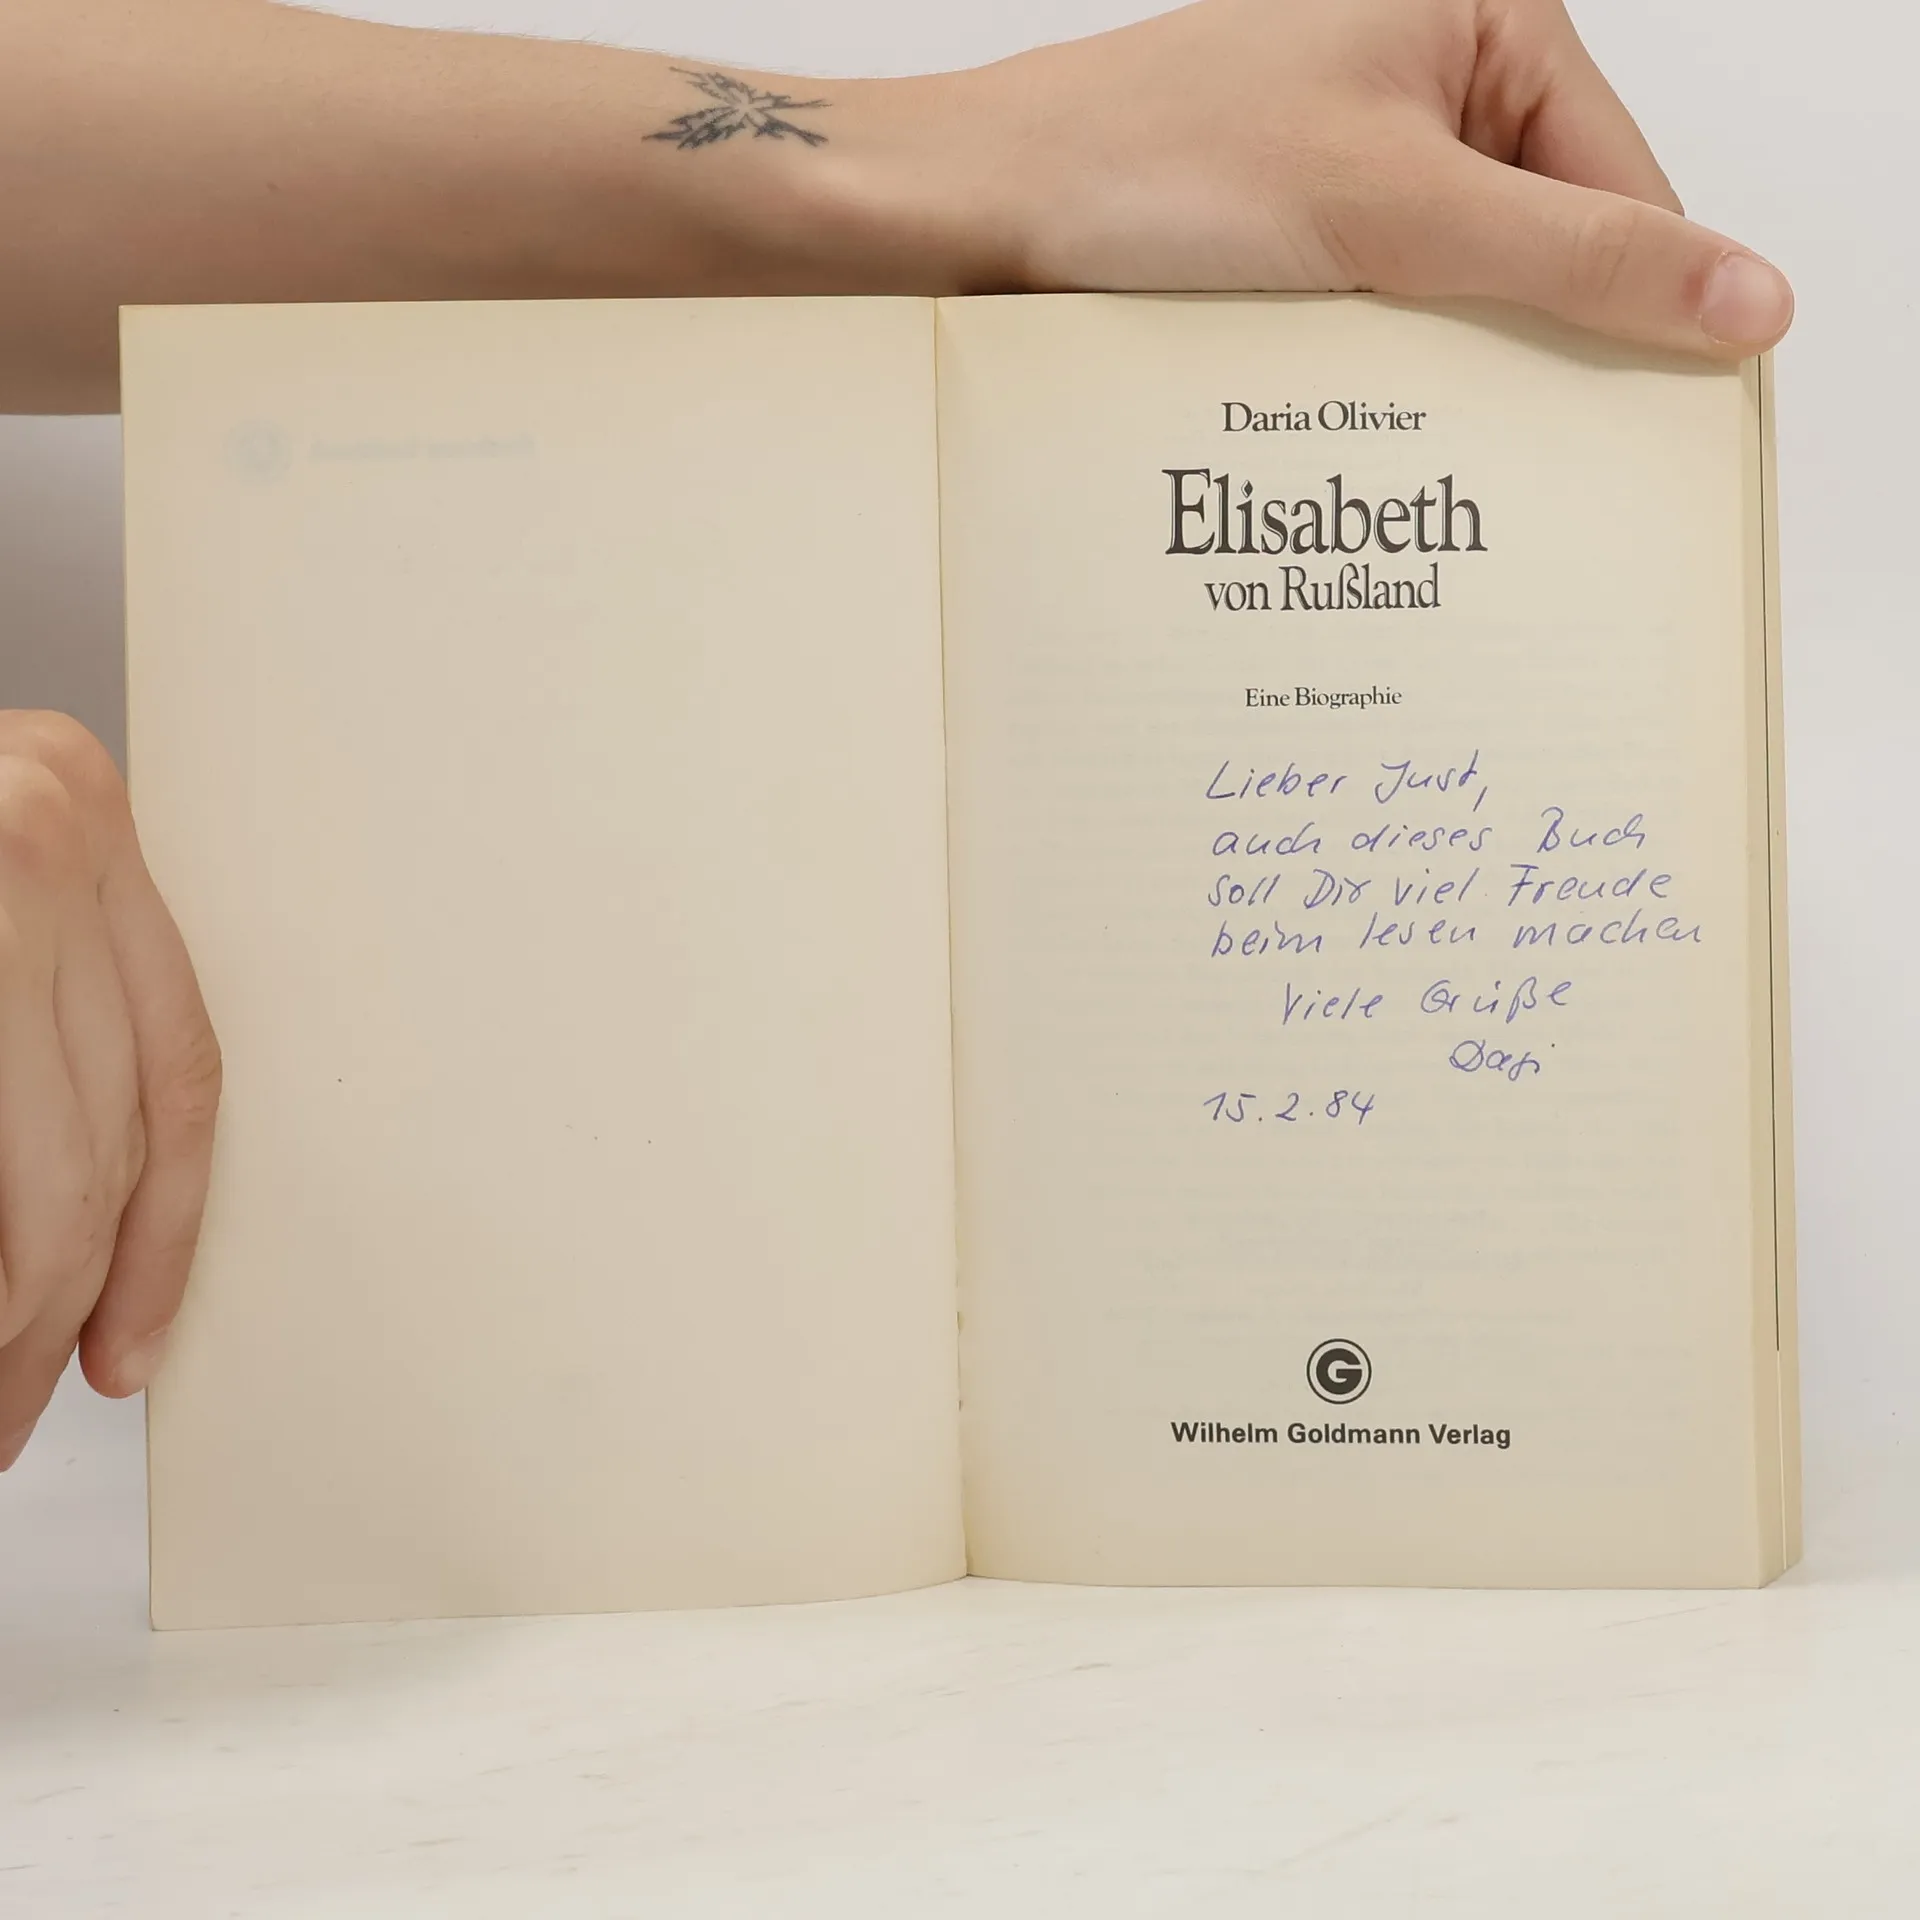 Daria Olivier
Elisabeth
von Rußland
Eine Biographie
Lieber Just,
auch dieses Buch
soll Dir viel Freude
beim lesen machen
Viele Grüße
Dagi
15.2.84
G
Wilhelm Goldmann Verlag